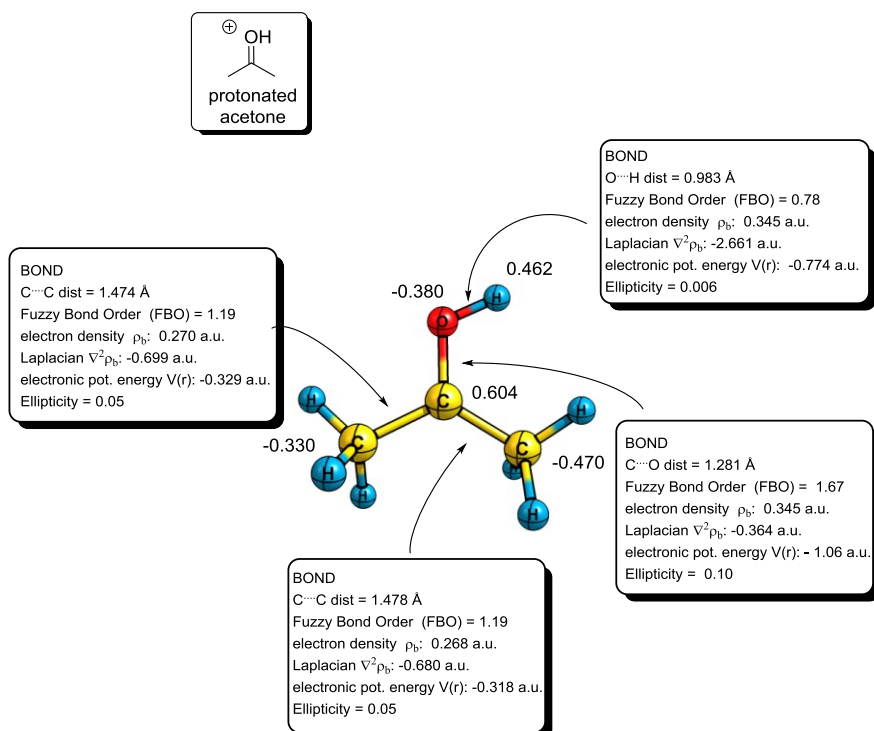 ⊕
OH
protonated
acetone
BOND
O····H dist = 0.983 Å
Fuzzy Bond Order (FBO) = 0.78
electron density ρb: 0.345 a.u.
Laplacian ∇²ρb: -2.661 a.u.
electronic pot. energy V(r): -0.774 a.u.
Ellipticity = 0.006
BOND
C····C dist = 1.474 Å
Fuzzy Bond Order (FBO) = 1.19
electron density ρb: 0.270 a.u.
Laplacian ∇²ρb: -0.699 a.u.
electronic pot. energy V(r): -0.329 a.u.
Ellipticity = 0.05
0.462
-0.380
H
O
0.604
C
H
H
-0.330
C
C
-0.470
H
H
H
H
BOND
C····O dist = 1.281 Å
Fuzzy Bond Order (FBO) = 1.67
electron density ρb: 0.345 a.u.
Laplacian ∇²ρb: -0.364 a.u.
electronic pot. energy V(r): - 1.06 a.u.
Ellipticity = 0.10
BOND
C····C dist = 1.478 Å
Fuzzy Bond Order (FBO) = 1.19
electron density ρb: 0.268 a.u.
Laplacian ∇²ρb: -0.680 a.u.
electronic pot. energy V(r): -0.318 a.u.
Ellipticity = 0.05